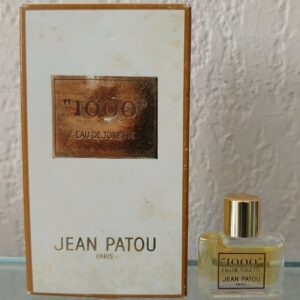 "1000"
EAU DE TOILETTE
JEAN PATOU
PARIS
"1000"
EAU DE TOILETTE
JEAN PATOU